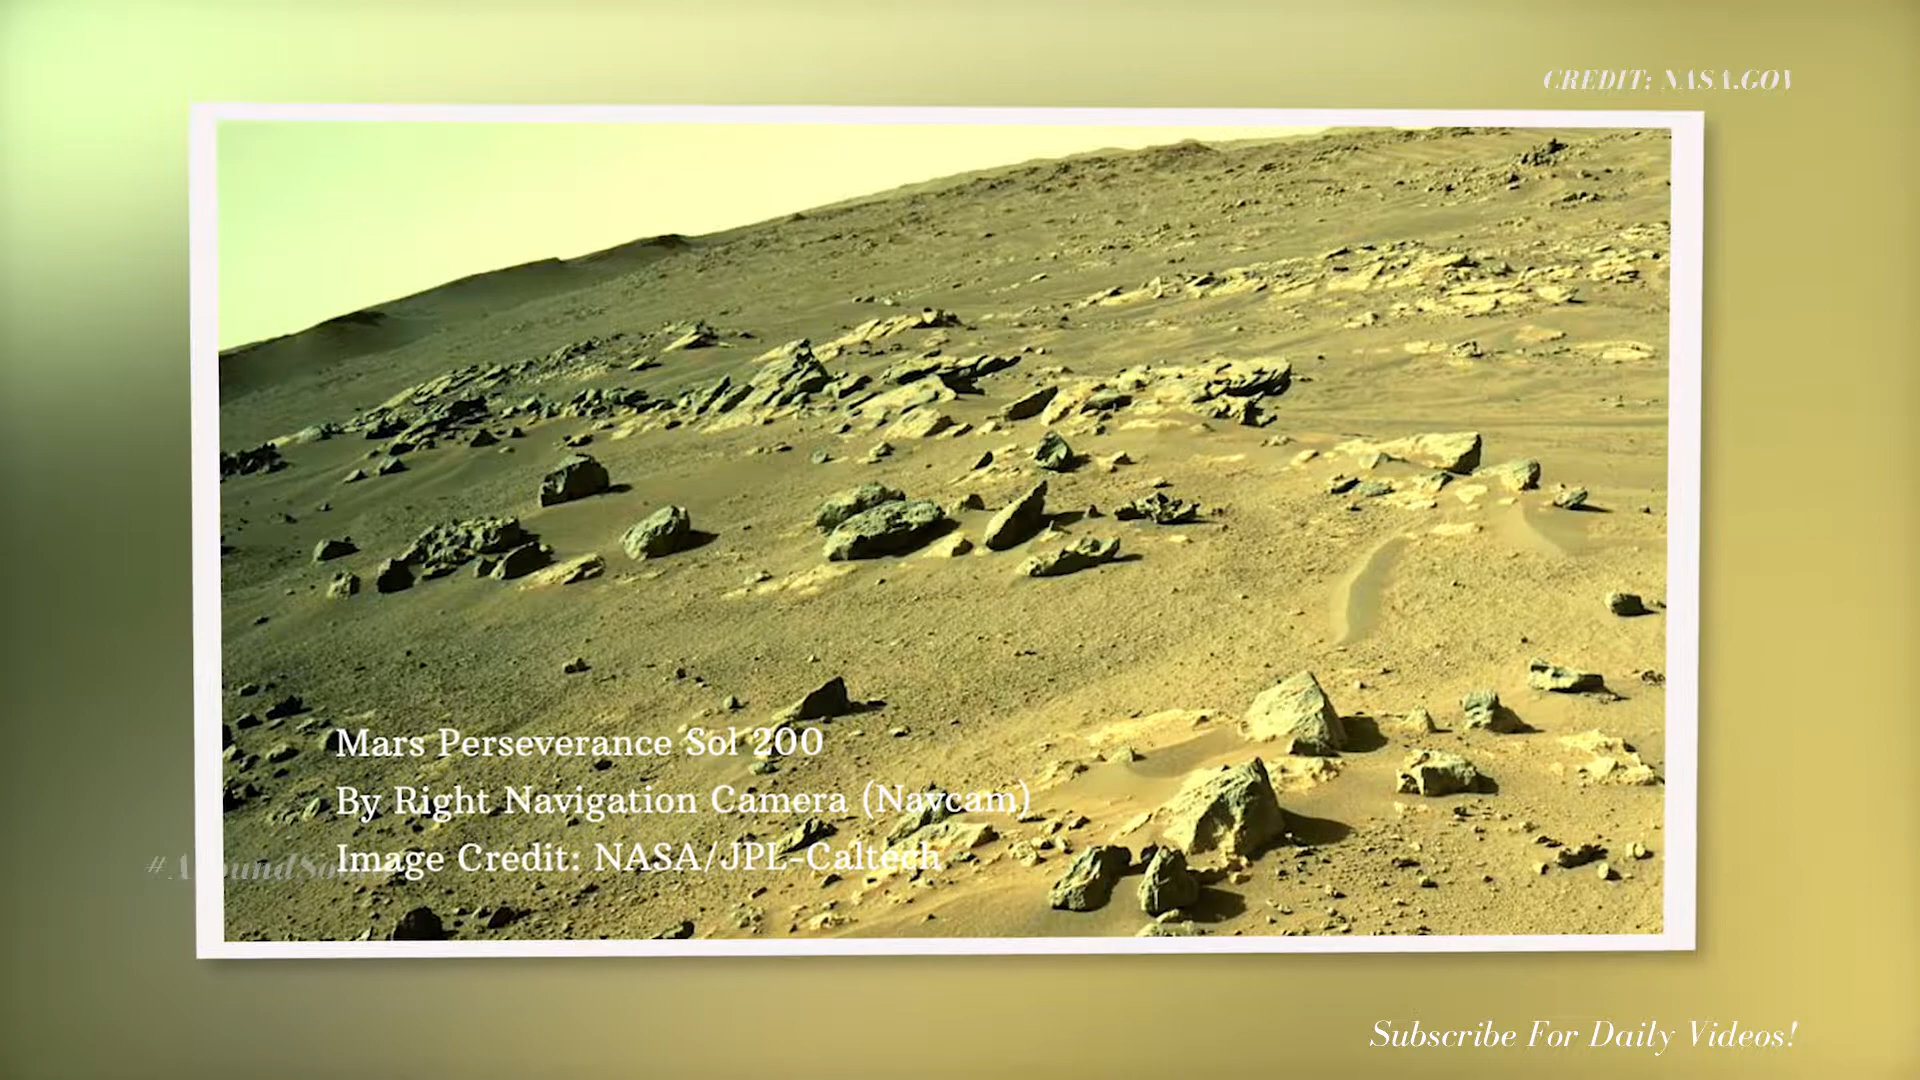 CREDIT: NASA.GOV
Mars Perseverance Sol 200
By Right Navigation Camera (Navcam)
Image Credit: NASA/JPL-Caltech
Subscribe For Daily Videos!